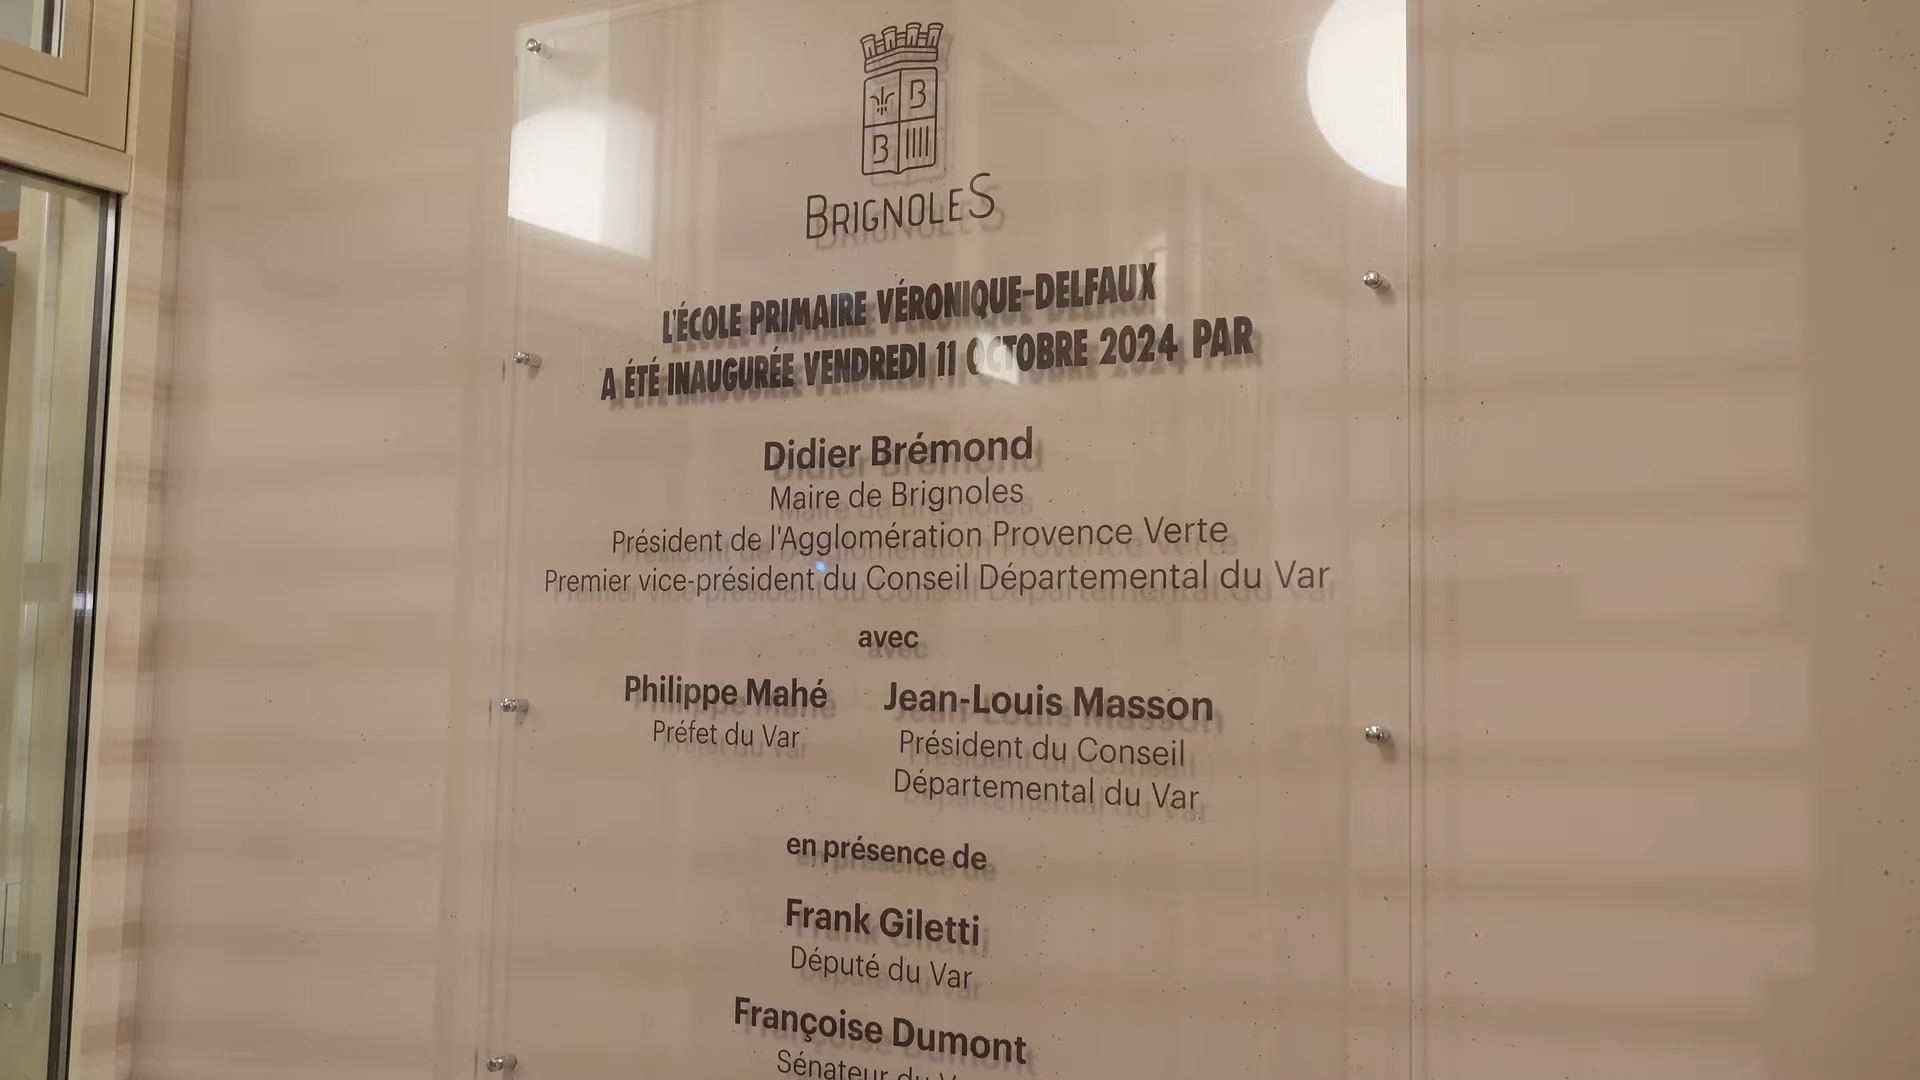 B
B
BRIGNOLES
L'ÉCOLE PRIMAIRE VÉRONIQUE-DELFAUX
A ÉTÉ INAUGURÉE VENDREDI 11 OCTOBRE 2024 PAR
Didier Brémond
Maire de Brignoles
Président de l'Agglomération Provence Verte
Premier vice-président du Conseil Départemental du Var
avec
Philippe Mahé
Préfet du Var
Jean-Louis Masson
Président du Conseil
Départemental du Var
en présence de
Frank Giletti
Député du Var
Françoise Dumont
Sénateur du